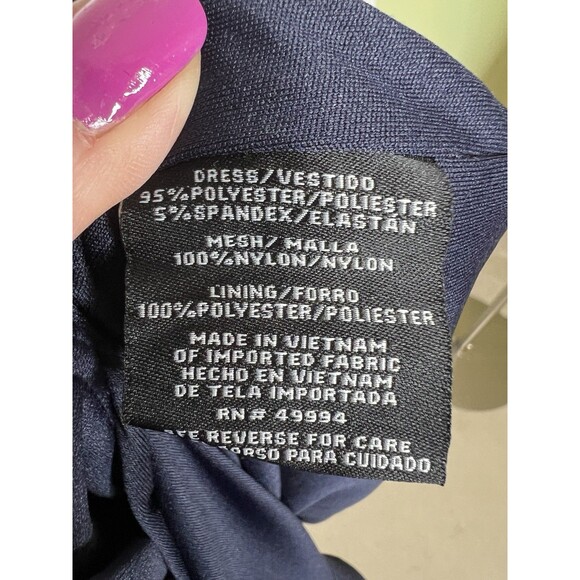 DRESS/VESTIDO
95%POLYESTER/POLIESTER
5%SPANDEX/ELASTÁN
MESH/ MALLA
100%NYLON/NYLON
LINING/FORRO
100%POLYESTER/POLIESTER
MADE IN VIETNAM
OF IMPORTED FABRIC
HECHO EN VIETNAM
DE TELA IMPORTADA
RN# 49994
REVERSE FOR CARE
PARA CUIDADO